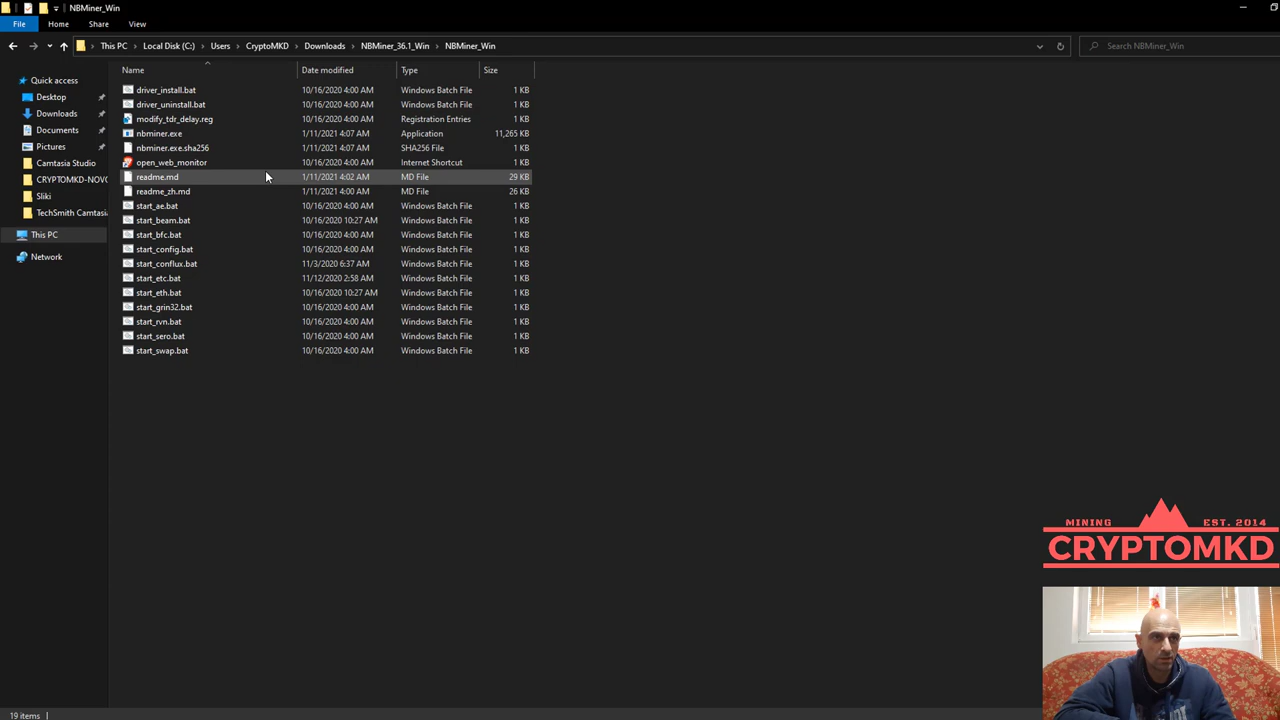 NBMiner_Win
File Home Share View
This PC Local Disk (C:) Users CryptoMKD Downloads NBMiner_36.1_Win NBMiner_Win Search NBMiner_Win
Quick access
Desktop
Downloads
Documents
Pictures
Camtasia Studio
CRYPTOMKD-NOVO
Sliki
TechSmith Camtasia
This PC
Network
Name Date modified Type Size
driver_install.bat 10/16/2020 4:00 AM Windows Batch File 1 KB
driver_uninstall.bat 10/16/2020 4:00 AM Windows Batch File 1 KB
modify_tdr_delay.reg 10/16/2020 4:00 AM Registration Entries 1 KB
nbminer.exe 1/11/2021 4:07 AM Application 11,265 KB
nbminer.exe.sha256 1/11/2021 4:07 AM SHA256 File 1 KB
open_web_monitor 10/16/2020 4:00 AM Internet Shortcut 1 KB
readme.md 1/11/2021 4:02 AM MD File 29 KB
readme_zh.md 1/11/2021 4:00 AM MD File 26 KB
start_ae.bat 10/16/2020 4:00 AM Windows Batch File 1 KB
start_beam.bat 10/16/2020 10:27 AM Windows Batch File 1 KB
start_bfc.bat 10/16/2020 4:00 AM Windows Batch File 1 KB
start_config.bat 10/16/2020 4:00 AM Windows Batch File 1 KB
start_conflux.bat 11/3/2020 6:37 AM Windows Batch File 1 KB
start_etc.bat 11/12/2020 2:58 AM Windows Batch File 1 KB
start_eth.bat 10/16/2020 10:27 AM Windows Batch File 1 KB
start_grin32.bat 10/16/2020 4:00 AM Windows Batch File 1 KB
start_rvn.bat 10/16/2020 4:00 AM Windows Batch File 1 KB
start_sero.bat 10/16/2020 4:00 AM Windows Batch File 1 KB
start_swap.bat 10/16/2020 4:00 AM Windows Batch File 1 KB
MINING EST. 2014
CRYPTOMKD
19 items